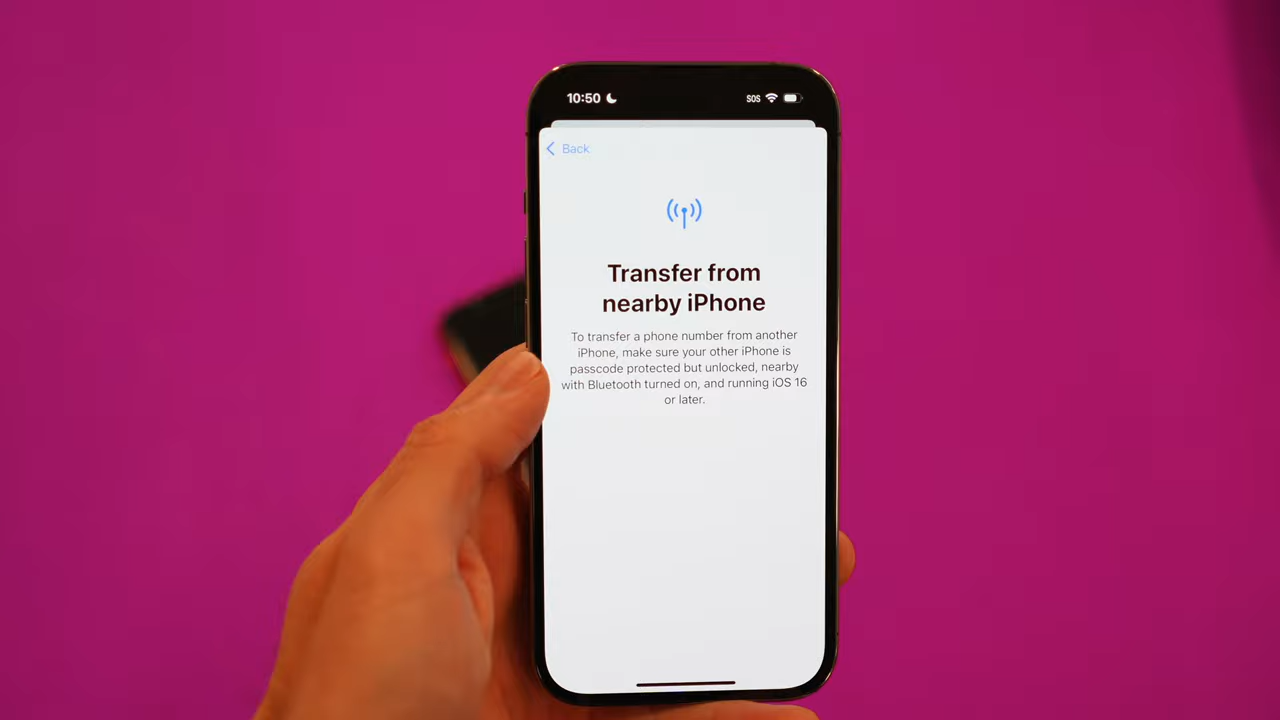 10:50
SOS
Back
Transfer from
nearby iPhone
To transfer a phone number from another
iPhone, make sure your other iPhone is
passcode protected but unlocked, nearby
with Bluetooth turned on, and running iOS 16
or later.